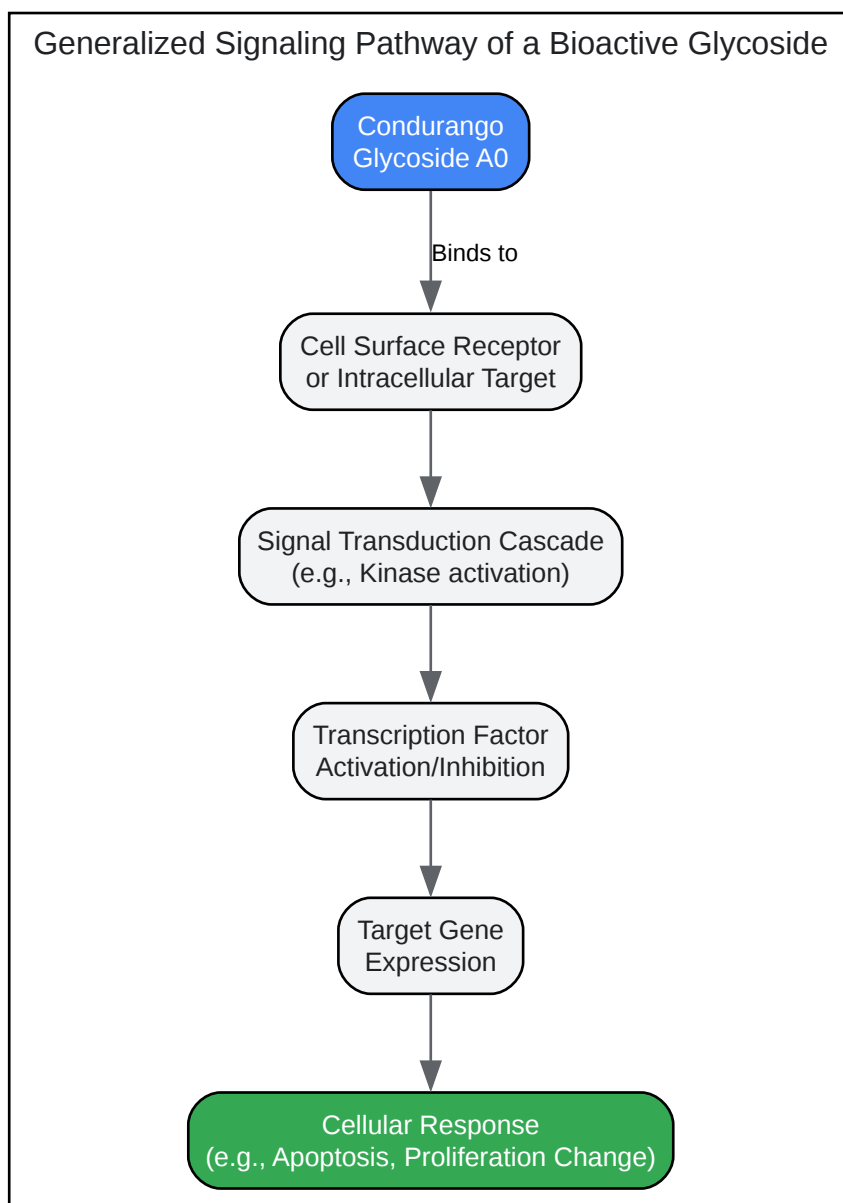 Generalized Signaling Pathway of a Bioactive Glycoside
Condurango
Glycoside A0
Binds to
Cell Surface Receptor
or Intracellular Target
Signal Transduction Cascade
(e.g., Kinase activation)
Transcription Factor
Activation/Inhibition
Target Gene
Expression
Cellular Response
(e.g., Apoptosis, Proliferation Change)